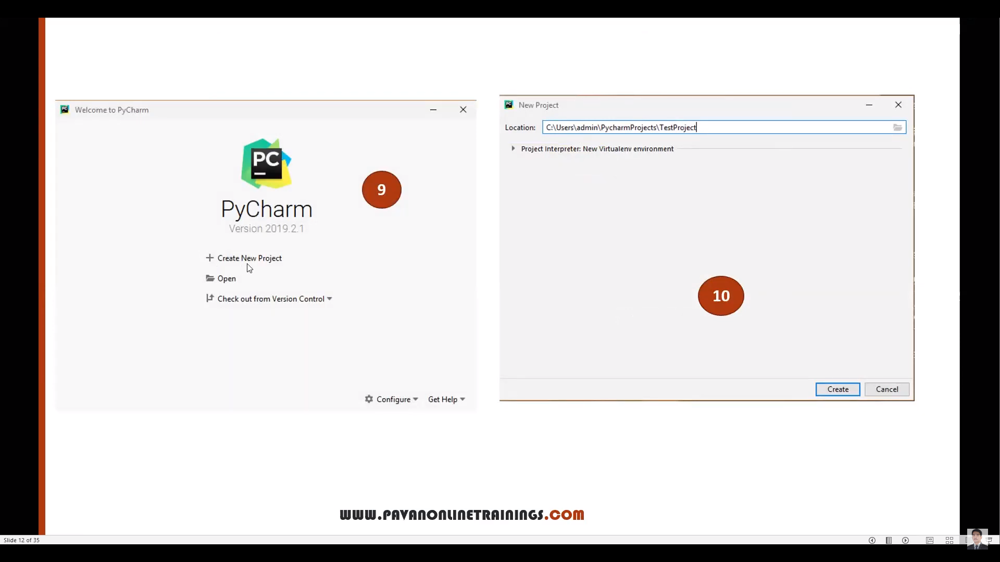 Welcome to PyCharm
PC
PyCharm
Version 2019.2.1
Create New Project
Open
Check out from Version Control
Configure
Get Help
9
PC New Project
Location: C:\Users\admin\PycharmProjects\TestProject
Project Interpreter: New Virtualenv environment
10
Create Cancel
WWW.PAVANONLINETRAININGS.COM
Slide 12 of 35